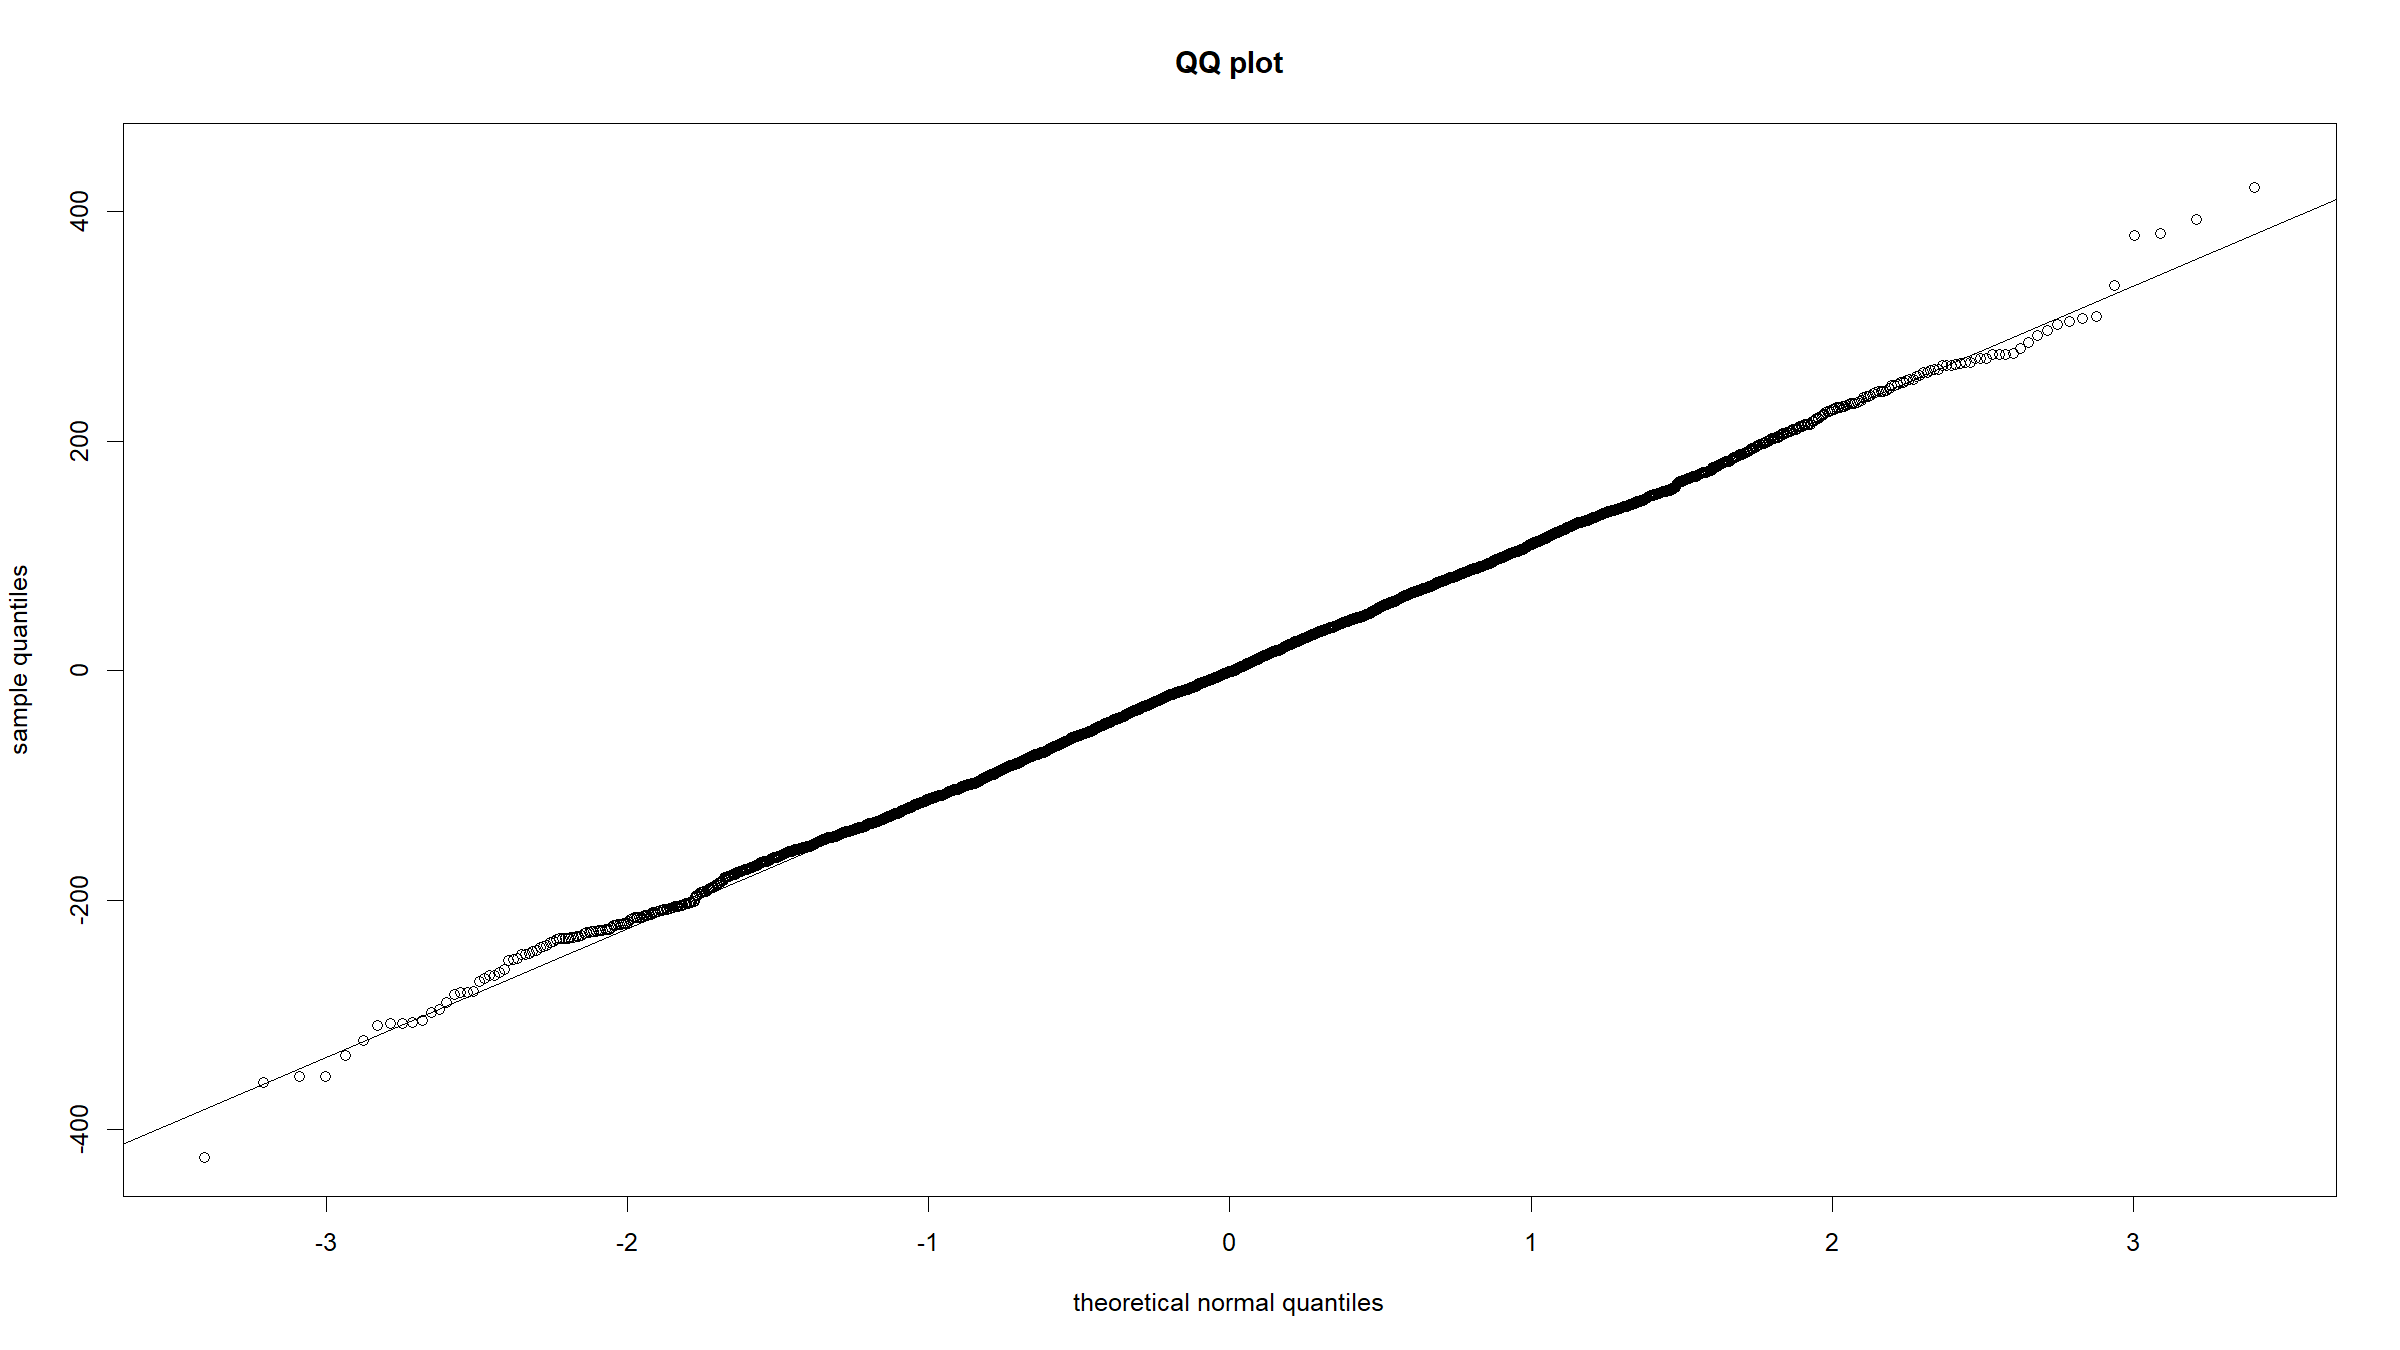 QQ plot
400
200
0
-200
-400
sample quantiles
-3 -2 -1 0 1 2 3
theoretical normal quantiles